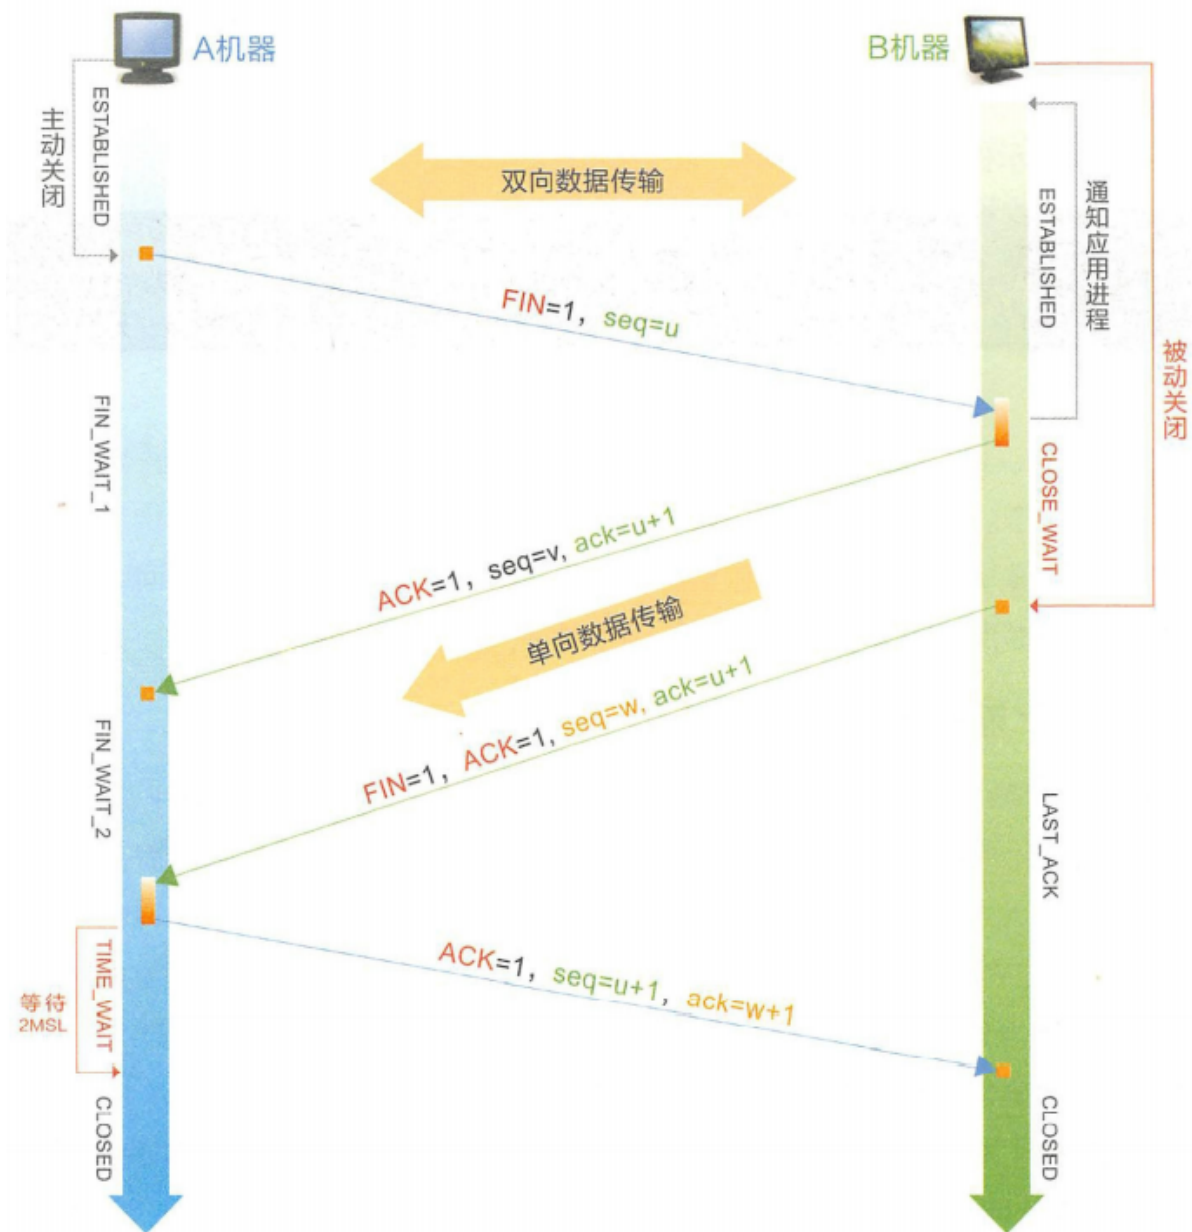 A机器
B机器
主动关闭
ESTABLISHED
双向数据传输
ESTABLISHED
通知应用进程
被动关闭
FIN=1, seq=u
FIN_WAIT_1
CLOSE_WAIT
ACK=1, seq=v, ack=u+1
单向数据传输
FIN=1, ACK=1, seq=w, ack=u+1
FIN_WAIT_2
LAST_ACK
ACK=1, seq=u+1, ack=w+1
TIME_WAIT
等待
2MSL
CLOSED
CLOSED